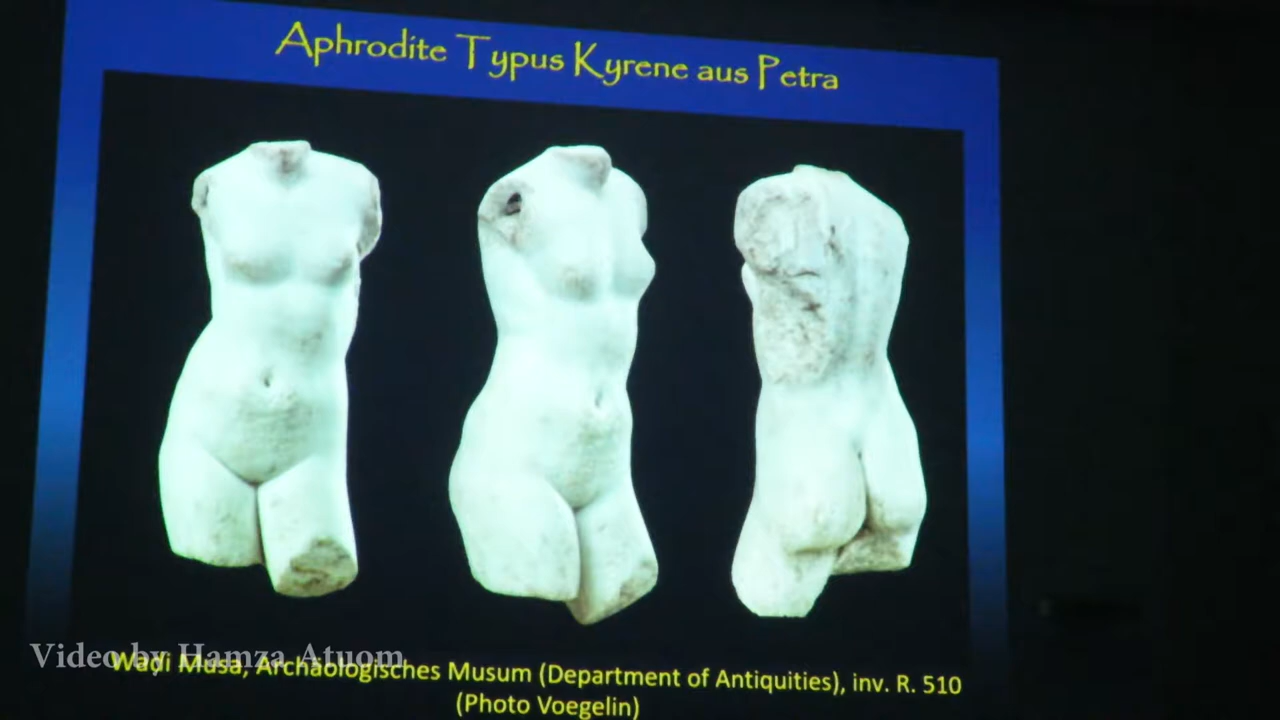 Aphrodite Typus Kyrene aus Petra
Video by Hamza Atuom
Wadi Musa, Archäologisches Musum (Department of Antiquities), inv. R. 510
(Photo Voegelin)